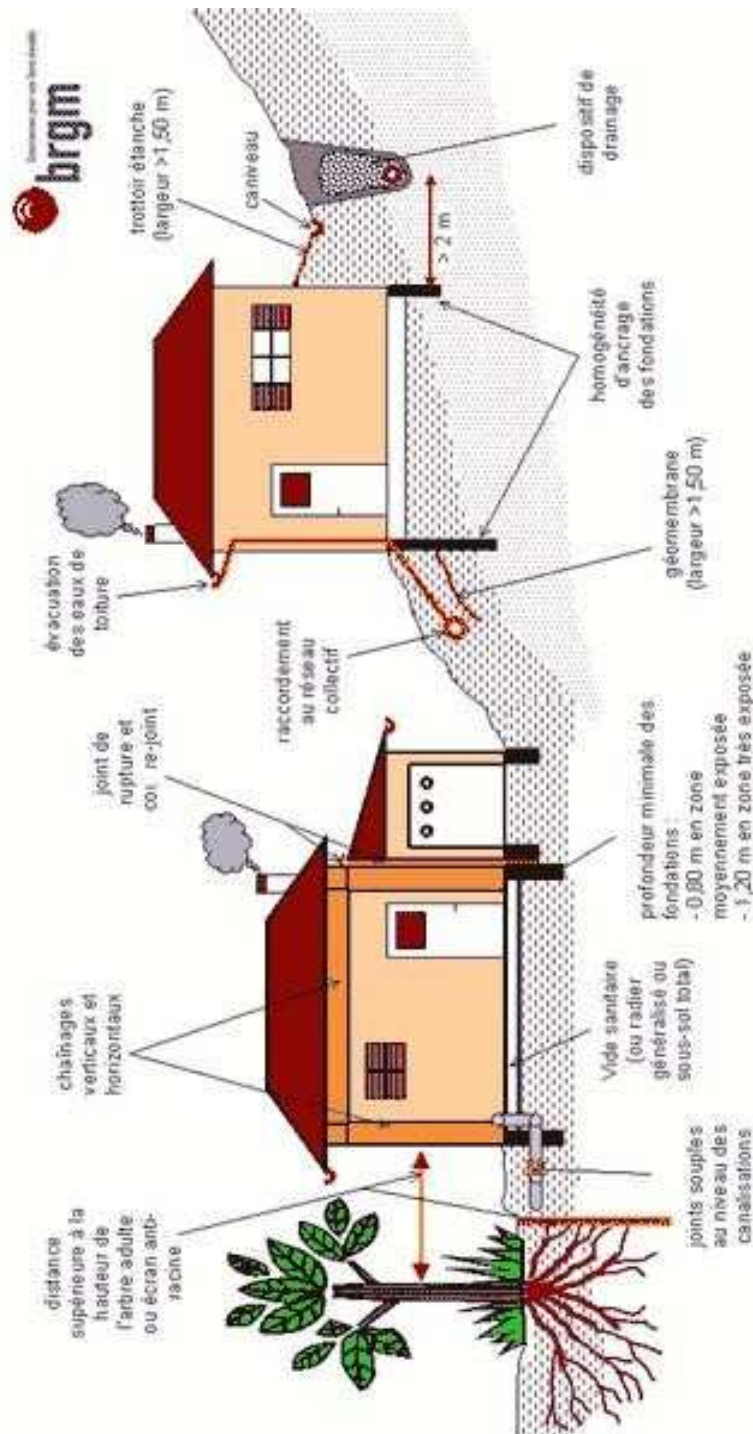 distance
supérieure à la
hauteur de
l'arbre adulte
ou écran anti-
racine
chaînages
verticaux et
horizontaux
joint de
rupture et
re-joint
évacuation
des eaux de
toiture
trottoir étanche
(largeur >1,50 m)
caniveau
brgm
raccordement
au réseau
collectif
> 2 m
joints souples
au niveau des
canalisations
Vide sanitaire
(ou radier
généralisé ou
sous-sol total)
profondeur minimale des
fondations :
- 0,80 m en zone
moyennement exposée
- 1,20 m en zone très exposée
géomembrane
(largeur >1,50 m)
homogénéité
d'ancrage
des fondations
dispositif de
drainage